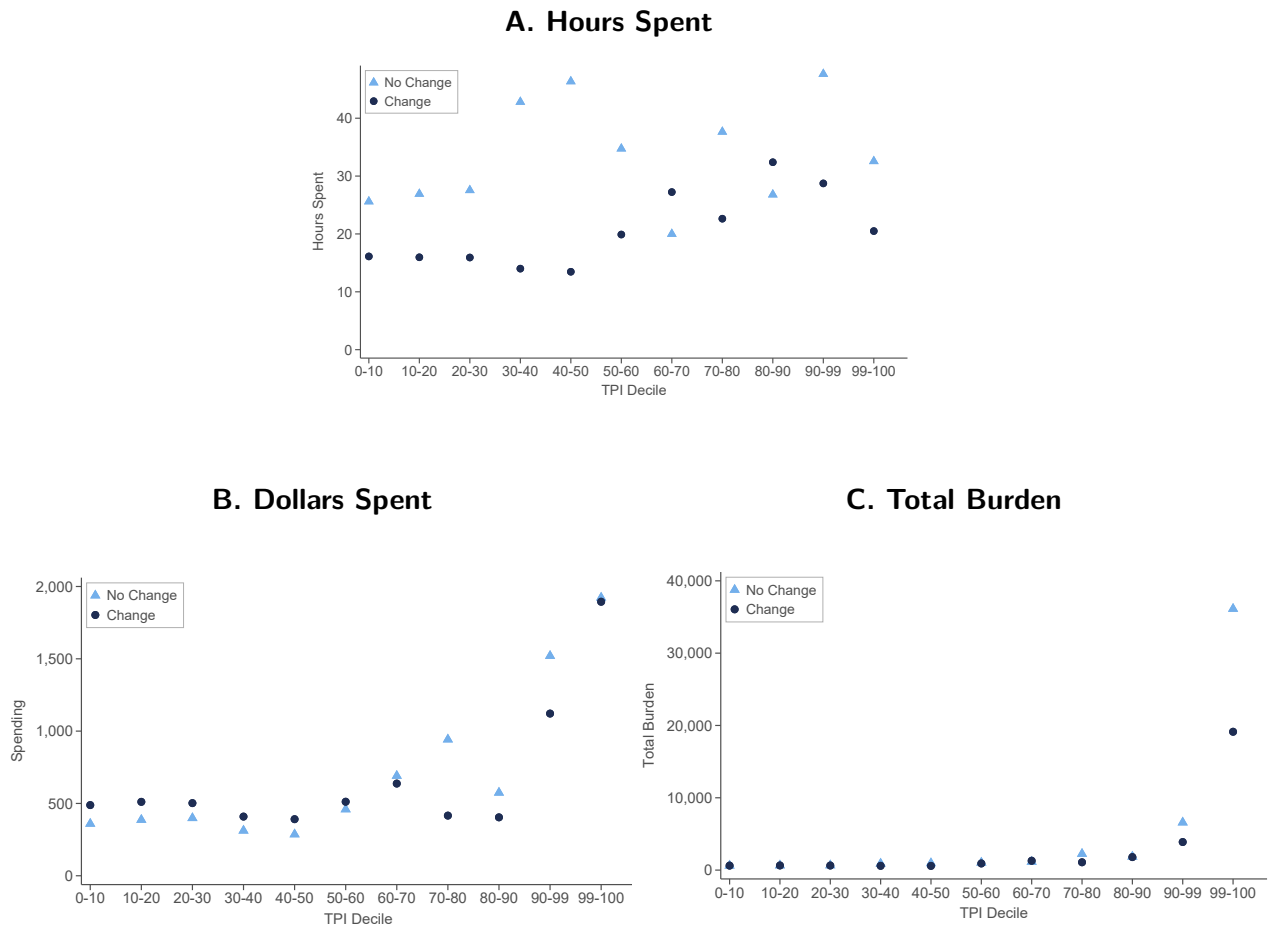 A. Hours Spent
No Change
Change
40
30
20
10
0
Hours Spent
0-10 10-20 20-30 30-40 40-50 50-60 60-70 70-80 80-90 90-99 99-100
TPI Decile
B. Dollars Spent
No Change
Change
2,000
1,500
1,000
500
0
Spending
0-10 10-20 20-30 30-40 40-50 50-60 60-70 70-80 80-90 90-99 99-100
TPI Decile
C. Total Burden
No Change
Change
40,000
30,000
20,000
10,000
0
Total Burden
0-10 10-20 20-30 30-40 40-50 50-60 60-70 70-80 80-90 90-99 99-100
TPI Decile